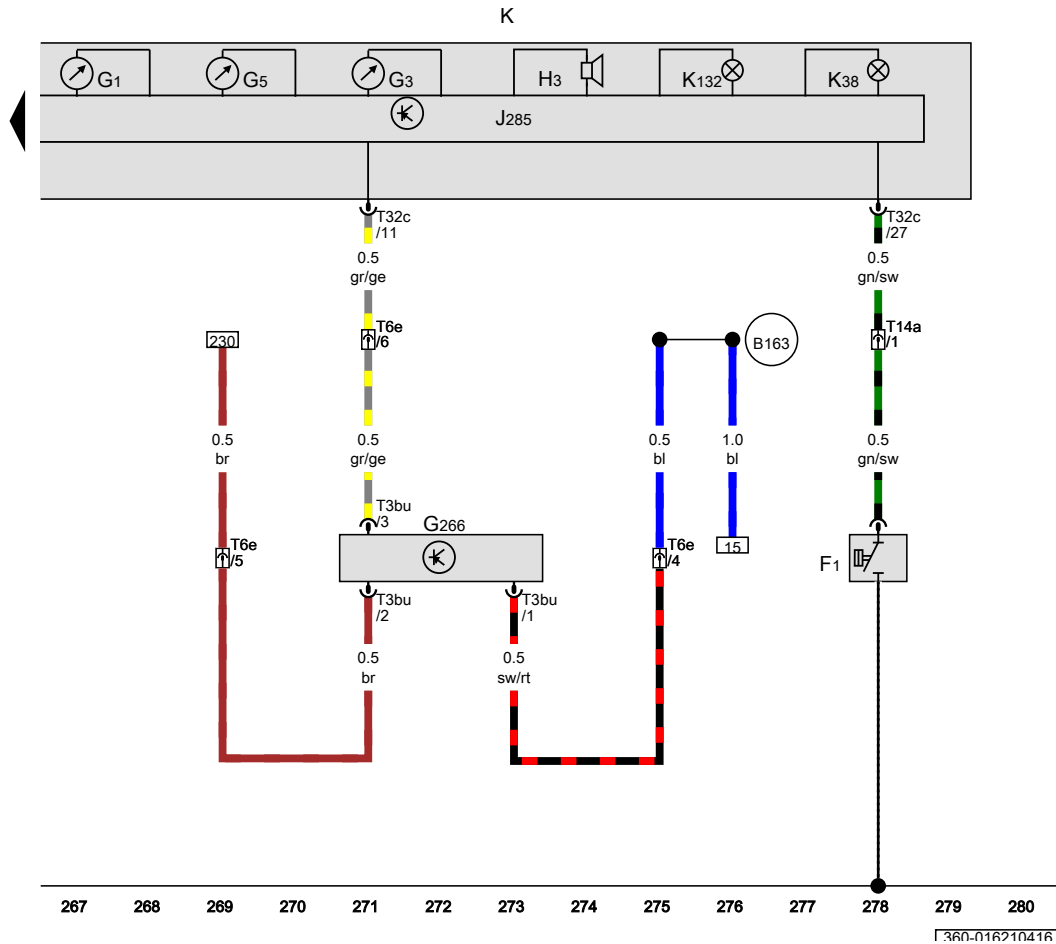 K
G1 G5 G3 H3 K132 K38
J285
T32c
/11
T32c
/27
0.5
gr/ge
0.5
gn/sw
230
T6e
/6
B163
T14a
/1
0.5
br
0.5
gr/ge
0.5
bl
1.0
bl
0.5
gn/sw
T3bu
/3
G266
T6e
/5
T6e
/4
15
F1
T3bu
/2
T3bu
/1
0.5
br
0.5
sw/rt
267 268 269 270 271 272 273 274 275 276 277 278 279 280
360-016210416